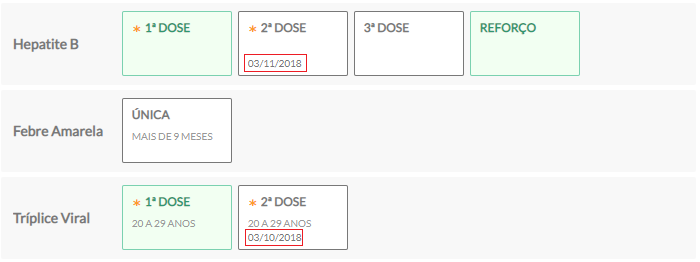 Hepatite B
* 1ª DOSE
* 2ª DOSE
03/11/2018
3ª DOSE
REFORÇO
Febre Amarela
ÚNICA
MAIS DE 9 MESES
Tríplice Viral
* 1ª DOSE
20 A 29 ANOS
* 2ª DOSE
20 A 29 ANOS
03/10/2018